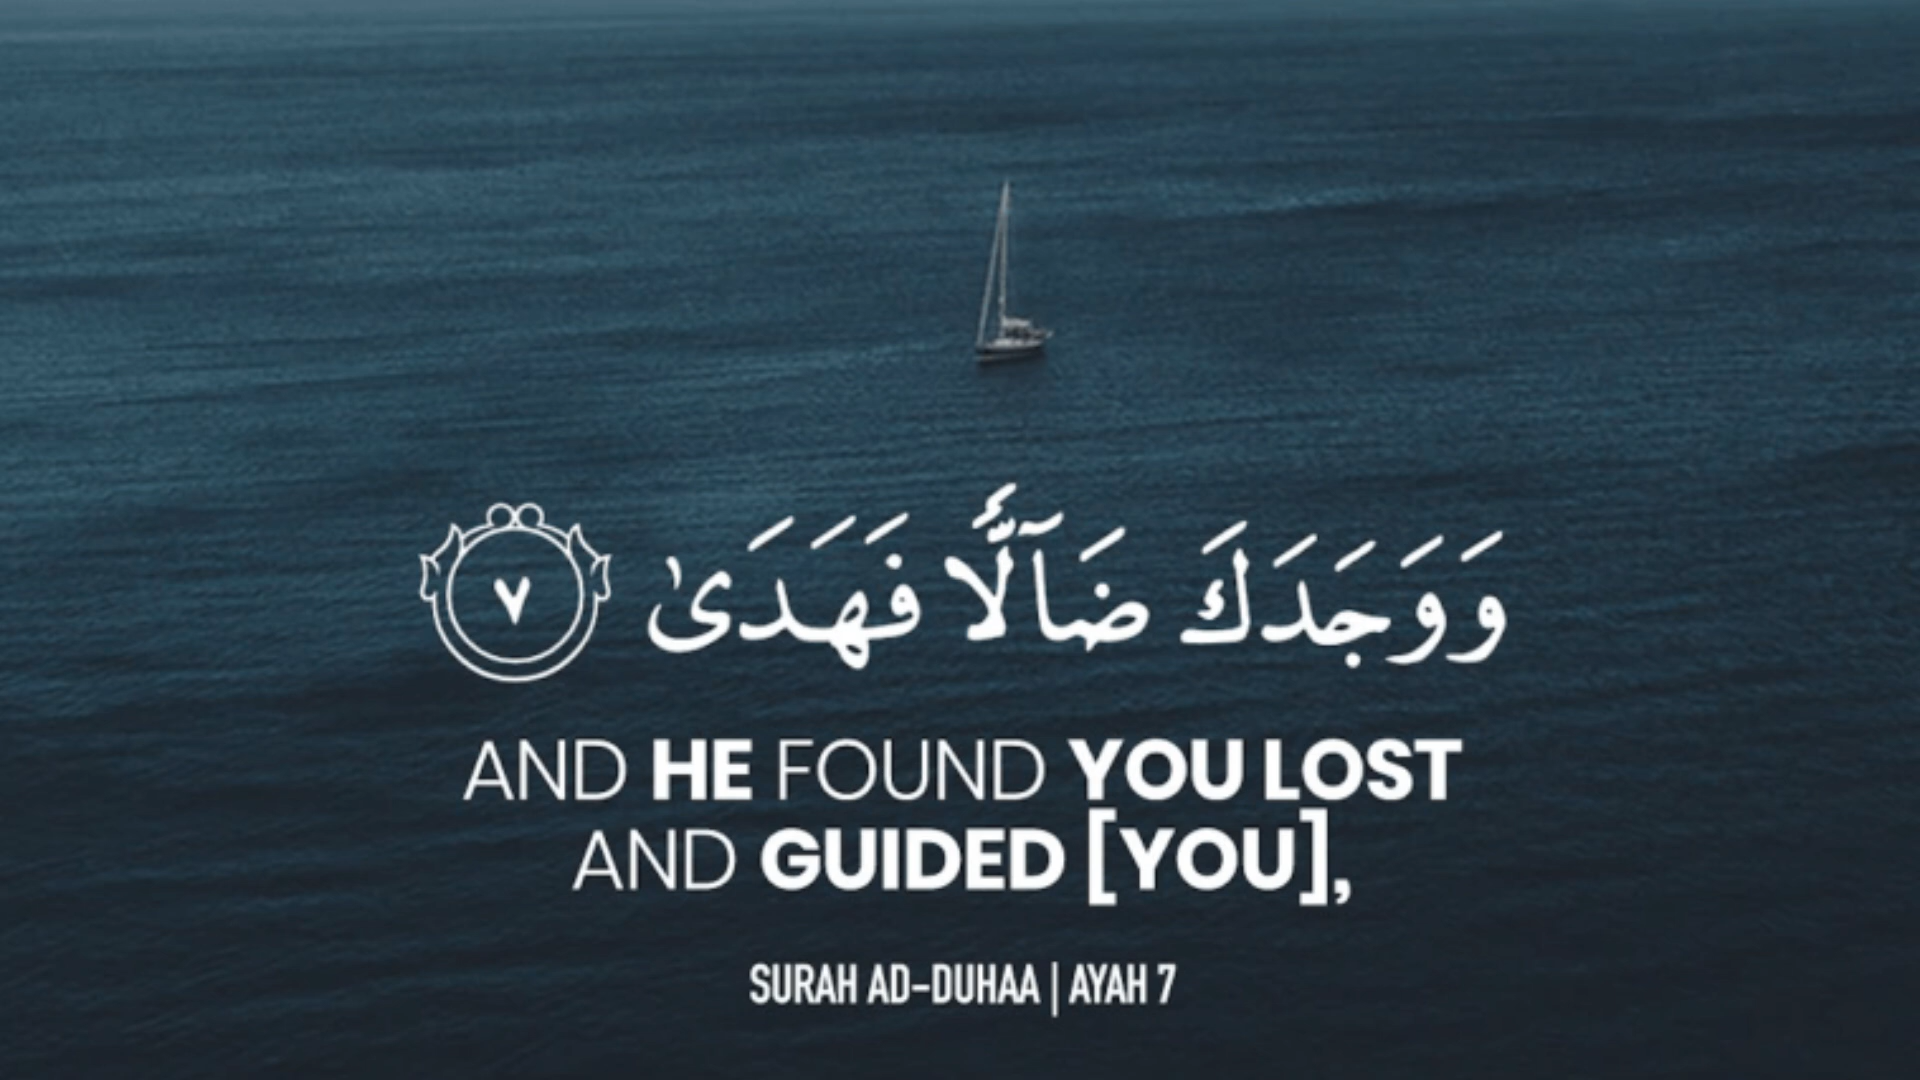 وَوَجَدَكَ ضَآلًّا فَهَدَىٰ ٧
AND HE FOUND YOU LOST
AND GUIDED [YOU],
SURAH AD-DUHAA | AYAH 7